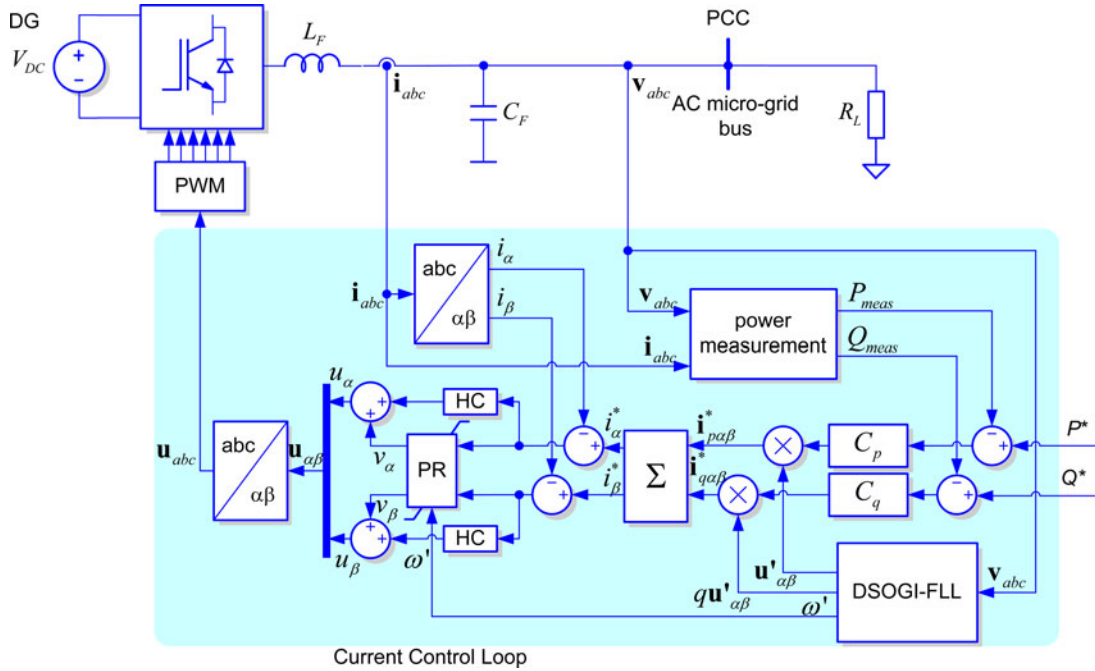 DG
V_DC
L_F
PCC
i_abc
v_abc
C_F
AC micro-grid
bus
R_L
PWM
abc
αβ
i_α
i_β
i_abc
v_abc
i_abc
power
measurement
P_meas
Q_meas
u_α
HC
i*_α
i*_pαβ
C_p
P*
abc
αβ
u_abc
u_αβ
v_α
PR
i*_β
Σ
i*_qαβ
C_q
Q*
v_β
u_β
HC
ω'
u'_αβ
qu'_αβ
ω'
DSOGI-FLL
v_abc
Current Control Loop